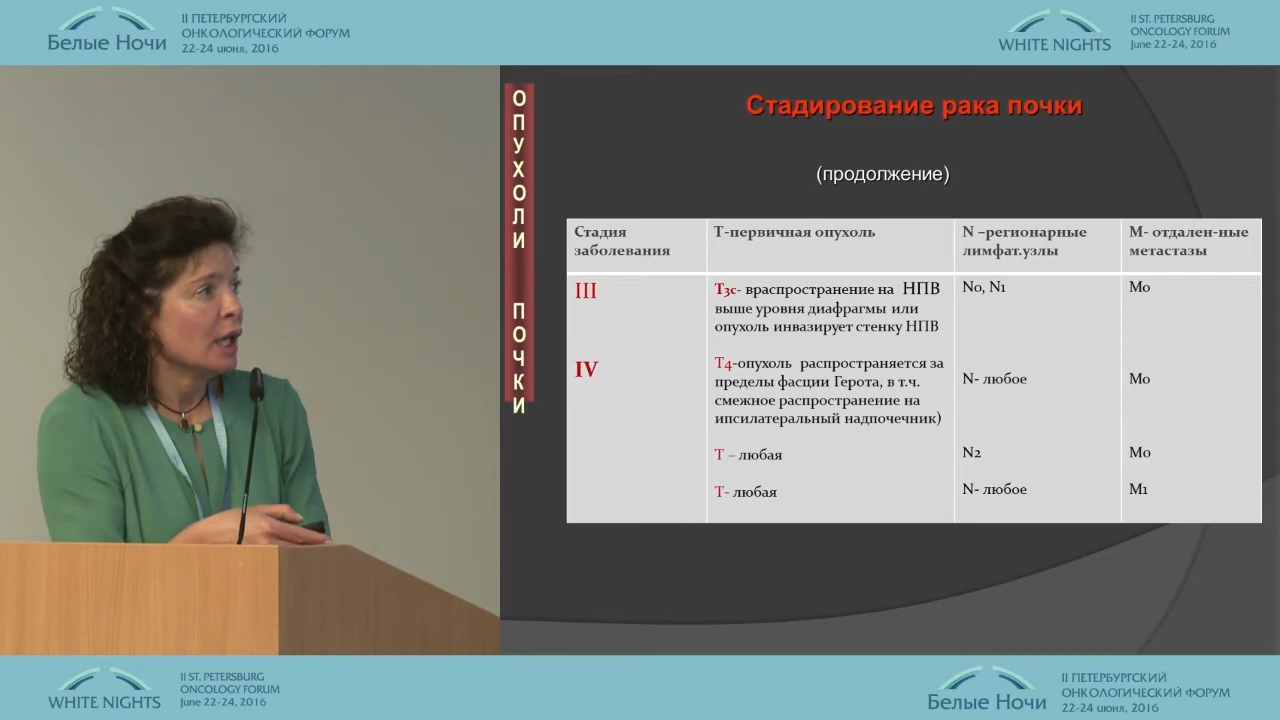 Белые Ночи
II ПЕТЕРБУРГСКИЙ
ОНКОЛОГИЧЕСКИЙ ФОРУМ
22-24 июня, 2016
WHITE NIGHTS
II ST. PETERSBURG
ONCOLOGY FORUM
June 22-24, 2016
ОПУХОЛИ ПОЧКИ
Стадирование рака почки
(продолжение)
Стадия
заболевания
Т-первичная опухоль
N –регионарные
лимфат.узлы
М- отдален-ные
метастазы
III
Т3с- враспространение на НПВ
выше уровня диафрагмы или
опухоль инвазирует стенку НПВ
N0, N1
M0
IV
Т4-опухоль распространяется за
пределы фасции Герота, в т.ч.
смежное распространение на
ипсилатеральный надпочечник)
N- любое
M0
Т – любая
N2
M0
Т- любая
N- любое
M1
WHITE NIGHTS
II ST. PETERSBURG
ONCOLOGY FORUM
June 22-24, 2016
Белые Ночи
II ПЕТЕРБУРГСКИЙ
ОНКОЛОГИЧЕСКИЙ ФОРУМ
22-24 июня, 2016